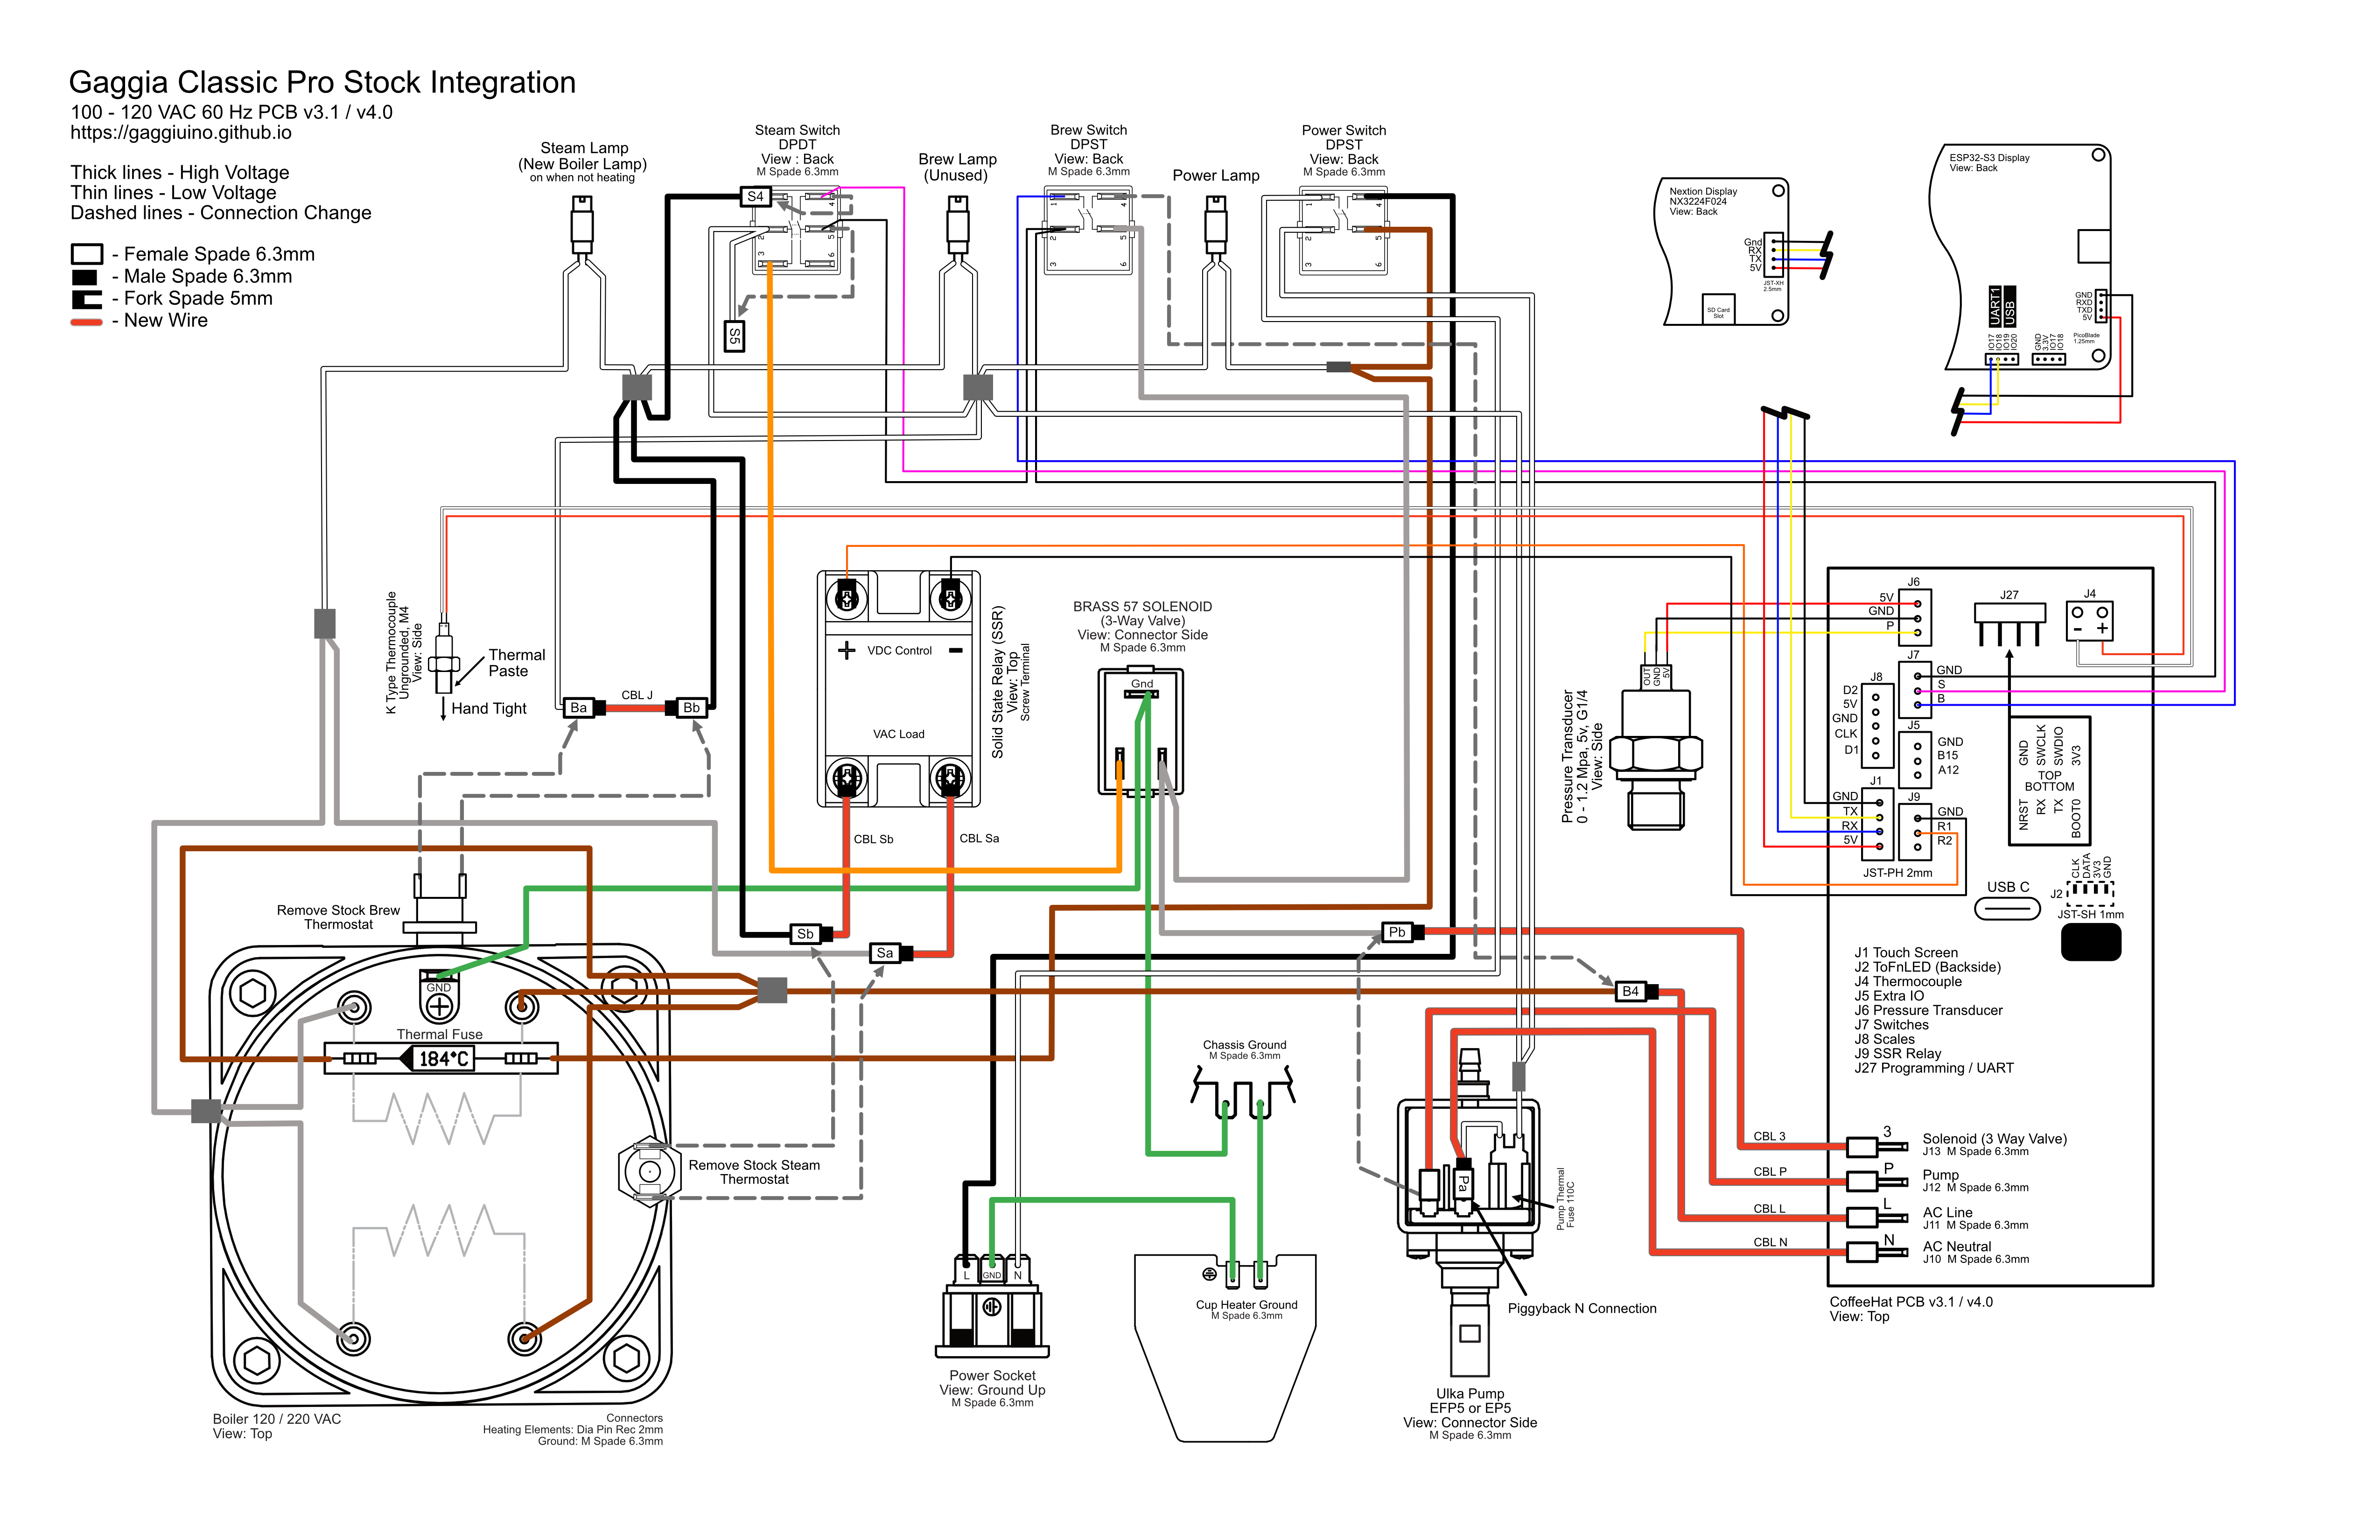 Gaggia Classic Pro Stock Integration
100 - 120 VAC 60 Hz PCB v3.1 / v4.0
https://gaggiuino.github.io
Thick lines - High Voltage
Thin lines - Low Voltage
Dashed lines - Connection Change
- Female Spade 6.3mm
- Male Spade 6.3mm
- Fork Spade 5mm
- New Wire
Steam Lamp
(New Boiler Lamp)
on when not heating
Steam Switch
DPDT
View : Back
M Spade 6.3mm
S4
4
2
5
3
6
S5
Brew Lamp
(Unused)
Brew Switch
DPST
View: Back
M Spade 6.3mm
1
4
2
5
3
6
Power Lamp
Power Switch
DPST
View: Back
M Spade 6.3mm
1
4
2
5
3
6
Nextion Display
NX3224F024
View: Back
Gnd
RX
TX
5V
JST-XH
2.5mm
SD Card
Slot
ESP32-S3 Display
View: Back
UART1
USB
IO17
IO18
IO19
IO20
GND
3.3V
IO17
IO18
GND
RXD
TXD
5V
PicoBlade
1.25mm
K Type Thermocouple
Ungrounded, M4
View: Side
Thermal
Paste
Hand Tight
Ba
CBL J
Bb
VDC Control
VAC Load
Solid State Relay (SSR)
View: Top
Screw Terminal
CBL Sb
CBL Sa
Sb
Sa
BRASS 57 SOLENOID
(3-Way Valve)
View: Connector Side
M Spade 6.3mm
Gnd
Pressure Transducer
0 - 1.2 Mpa, 5v, G1/4
View: Side
OUT
GND
5V
J6
5V
GND
P
J27
J4
- +
J7
GND
S
B
J8
D2
5V
GND
CLK
D1
J5
GND
B15
A12
J1
GND
TX
RX
5V
J9
GND
R1
R2
JST-PH 2mm
GND
SWCLK
SWDIO
3V3
TOP
BOTTOM
NRST
RX
TX
BOOT0
USB C
CLK
DATA
3V3
GND
J2
JST-SH 1mm
J1 Touch Screen
J2 ToFnLED (Backside)
J4 Thermocouple
J5 Extra IO
J6 Pressure Transducer
J7 Switches
J8 Scales
J9 SSR Relay
J27 Programming / UART
CBL 3
3
Solenoid (3 Way Valve)
J13 M Spade 6.3mm
CBL P
P
Pump
J12 M Spade 6.3mm
CBL L
L
AC Line
J11 M Spade 6.3mm
CBL N
N
AC Neutral
J10 M Spade 6.3mm
CoffeeHat PCB v3.1 / v4.0
View: Top
Remove Stock Brew
Thermostat
GND
Thermal Fuse
184°C
Remove Stock Steam
Thermostat
Boiler 120 / 220 VAC
View: Top
Connectors
Heating Elements: Dia Pin Rec 2mm
Ground: M Spade 6.3mm
L
GND
N
Power Socket
View: Ground Up
M Spade 6.3mm
Chassis Ground
M Spade 6.3mm
Cup Heater Ground
M Spade 6.3mm
Pb
B4
Pa
Pump Thermal
Fuse 110C
Piggyback N Connection
Ulka Pump
EFP5 or EP5
View: Connector Side
M Spade 6.3mm